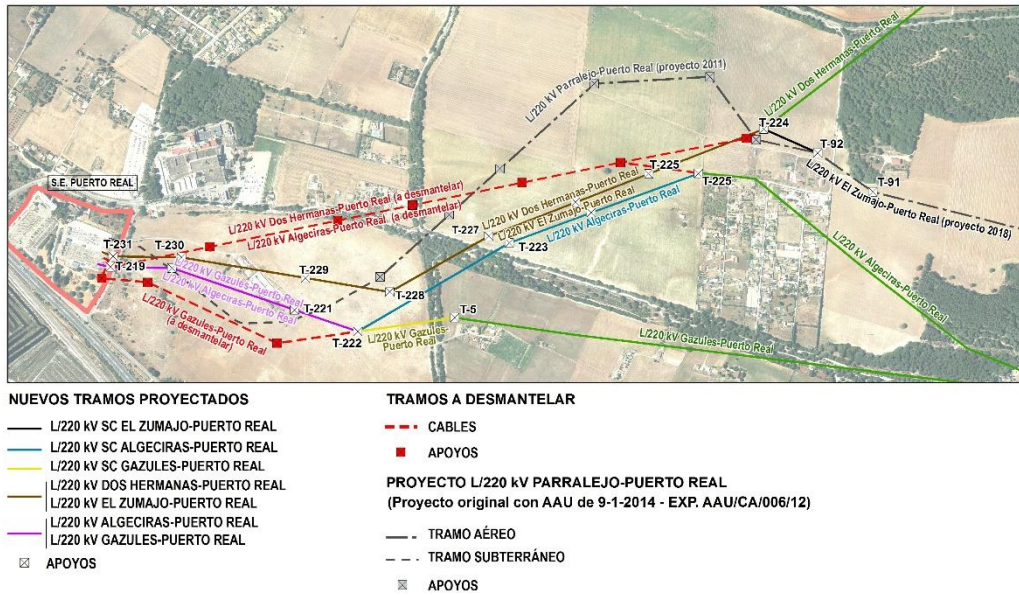 L/220 kV Dos Hermanas-Puerto Real
L/220 kV Parralejo-Puerto Real (proyecto 2011)
T-224
T-92
T-91
L/220 kV El Zumajo-Puerto Real (proyecto 2018)
T-225
T-225
S.E. PUERTO REAL
L/220 kV Dos Hermanas-Puerto Real (a desmantelar)
L/220 kV Algeciras-Puerto Real (a desmantelar)
L/220 kV Dos Hermanas-Puerto Real
L/220 kV El Zumajo-Puerto Real
L/220 kV Algeciras-Puerto Real
T-227
T-223
T-231
T-230
T-219
L/220 kV Gazules-Puerto Real
L/220 kV Algeciras-Puerto Real
T-229
T-228
T-221
L/220 kV Algeciras-Puerto Real
L/220 kV Gazules-Puerto Real
(a desmantelar)
T-222
T-5
L/220 kV Gazules-
Puerto Real
L/220 kV Gazules-Puerto Real
NUEVOS TRAMOS PROYECTADOS
L/220 kV SC EL ZUMAJO-PUERTO REAL
L/220 kV SC ALGECIRAS-PUERTO REAL
L/220 kV SC GAZULES-PUERTO REAL
L/220 kV DOS HERMANAS-PUERTO REAL
L/220 kV EL ZUMAJO-PUERTO REAL
L/220 kV ALGECIRAS-PUERTO REAL
L/220 kV GAZULES-PUERTO REAL
APOYOS
TRAMOS A DESMANTELAR
CABLES
APOYOS
PROYECTO L/220 kV PARRALEJO-PUERTO REAL
(Proyecto original con AAU de 9-1-2014 - EXP. AAU/CA/006/12)
TRAMO AÉREO
TRAMO SUBTERRÁNEO
APOYOS